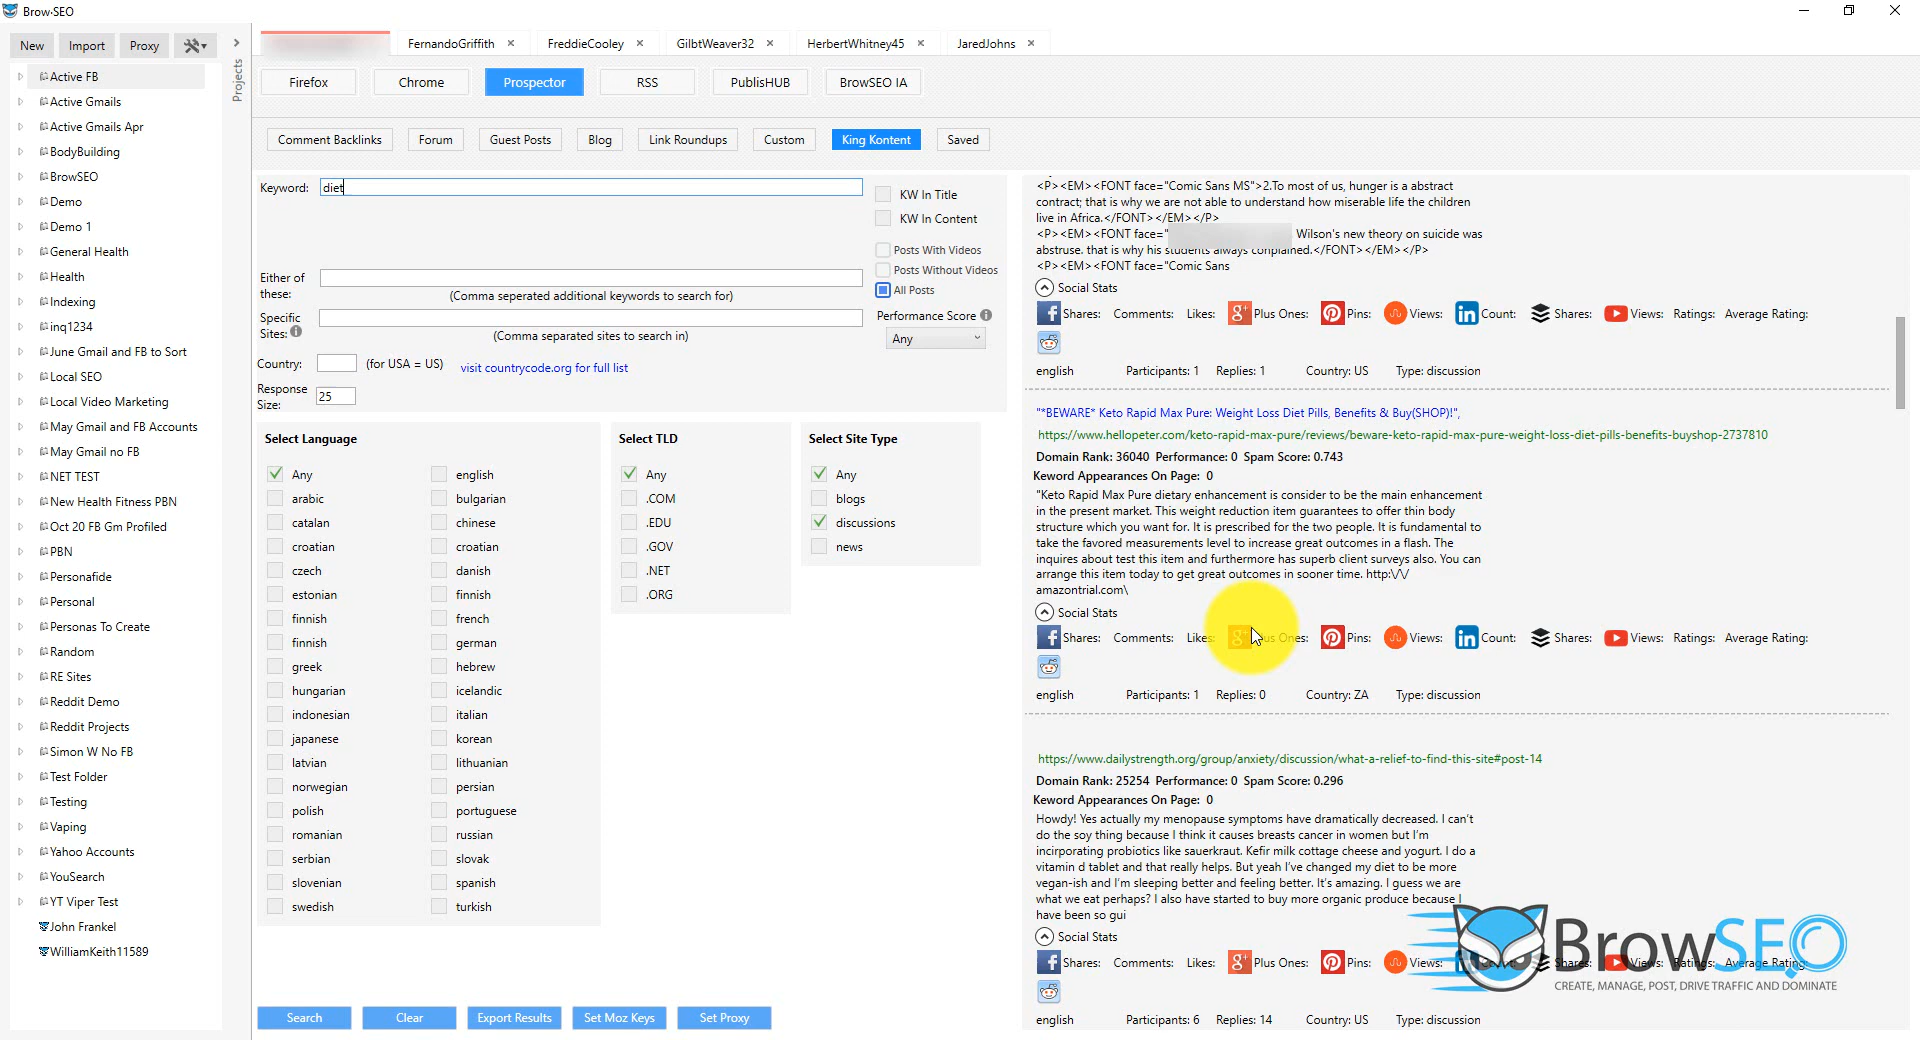 Brow·SEO
New Import Proxy
Projects
Active FB
Active Gmails
Active Gmails Apr
BodyBuilding
BrowSEO
Demo
Demo 1
General Health
Health
Indexing
inq1234
June Gmail and FB to Sort
Local SEO
Local Video Marketing
May Gmail and FB Accounts
May Gmail no FB
NET TEST
New Health Fitness PBN
Oct 20 FB Gm Profiled
PBN
Personafide
Personal
Personas To Create
Random
RE Sites
Reddit Demo
Reddit Projects
Simon W No FB
Test Folder
Testing
Vaping
Yahoo Accounts
YouSearch
YT Viper Test
John Frankel
WilliamKeith11589
FernandoGriffith FreddieCooley GilbtWeaver32 HerbertWhitney45 JaredJohns
Firefox Chrome Prospector RSS PublisHUB BrowSEO IA
Comment Backlinks Forum Guest Posts Blog Link Roundups Custom King Kontent Saved
Keyword: diet
KW In Title
KW In Content
Posts With Videos
Posts Without Videos
All Posts
Either of these:
(Comma seperated additional keywords to search for)
Specific Sites:
(Comma separated sites to search in)
Performance Score
Any
Country: (for USA = US) visit countrycode.org for full list
Response Size: 25
Select Language
Any english
arabic bulgarian
catalan chinese
croatian croatian
czech danish
estonian finnish
finnish french
finnish german
greek hebrew
hungarian icelandic
indonesian italian
japanese korean
latvian lithuanian
norwegian persian
polish portuguese
romanian russian
serbian slovak
slovenian spanish
swedish turkish
Select TLD
Any
.COM
.EDU
.GOV
.NET
.ORG
Select Site Type
Any
blogs
discussions
news
Search Clear Export Results Set Moz Keys Set Proxy
<P><EM><FONT face="Comic Sans MS">2.To most of us, hunger is a abstract
contract; that is why we are not able to understand how miserable life the children
live in Africa.</FONT></EM></P>
<P><EM><FONT face=" Wilson's new theory on suicide was
abstruse. that is why his students always conplained.</FONT></EM></P>
<P><EM><FONT face="Comic Sans
Social Stats
Shares: Comments: Likes: Plus Ones: Pins: Views: Count: Shares: Views: Ratings: Average Rating:
english Participants: 1 Replies: 1 Country: US Type: discussion
"*BEWARE* Keto Rapid Max Pure: Weight Loss Diet Pills, Benefits & Buy(SHOP)!",
https://www.hellopeter.com/keto-rapid-max-pure/reviews/beware-keto-rapid-max-pure-weight-loss-diet-pills-benefits-buyshop-2737810
Domain Rank: 36040 Performance: 0 Spam Score: 0.743
Keword Appearances On Page: 0
"Keto Rapid Max Pure dietary enhancement is consider to be the main enhancement
in the present market. This weight reduction item guarantees to offer thin body
structure which you want for. It is prescribed for the two people. It is fundamental to
take the favored measurements level to increase great outcomes in a flash. The
inquires about test this item and furthermore has superb client surveys also. You can
arrange this item today to get great outcomes in sooner time. http:\/\/
amazontrial.com\
Social Stats
Shares: Comments: Likes: Plus Ones: Pins: Views: Count: Shares: Views: Ratings: Average Rating:
english Participants: 1 Replies: 0 Country: ZA Type: discussion
https://www.dailystrength.org/group/anxiety/discussion/what-a-relief-to-find-this-site#post-14
Domain Rank: 25254 Performance: 0 Spam Score: 0.296
Keword Appearances On Page: 0
Howdy! Yes actually my menopause symptoms have dramatically decreased. I can't
do the soy thing because I think it causes breasts cancer in women but I'm
incirporating probiotics like sauerkraut. Kefir milk cottage cheese and yogurt. I do a
vitamin d tablet and that really helps. But yeah I've changed my diet to be more
vegan-ish and I'm sleeping better and feeling better. It's amazing. I guess we are
what we eat perhaps? I also have started to buy more organic produce because I
have been so gui
Social Stats
Shares: Comments: Likes: Plus Ones: Pins: Views: Shares: Views: Ratings: Average Rating:
english Participants: 6 Replies: 14 Country: US Type: discussion
BrowSEO
CREATE, MANAGE, POST, DRIVE TRAFFIC AND DOMINATE